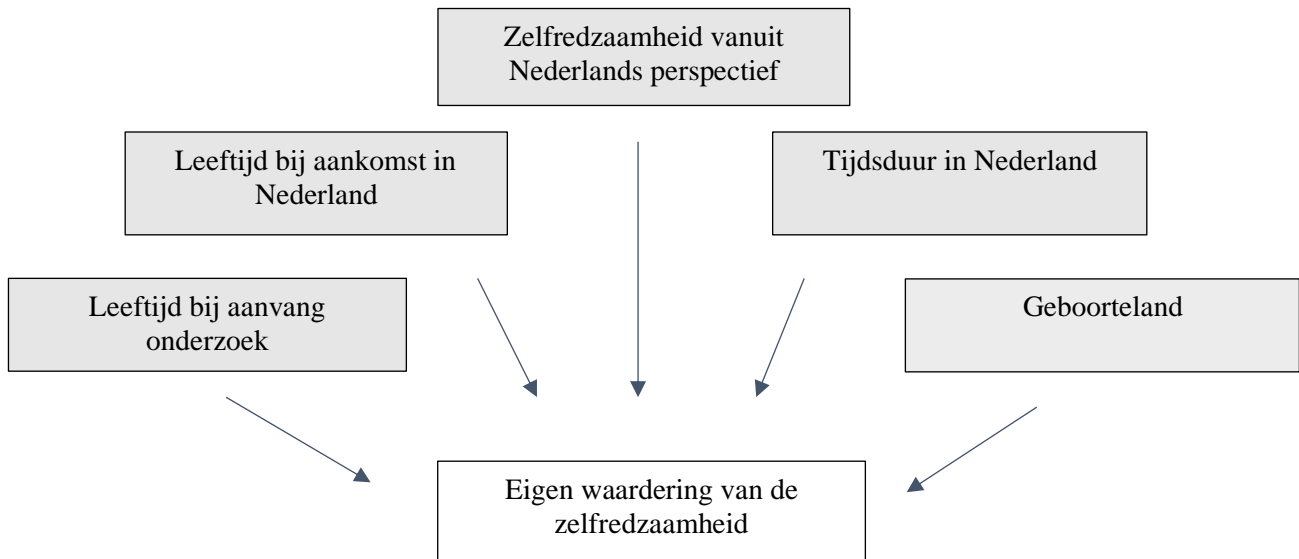 Zelfredzaamheid vanuit
Nederlands perspectief
Leeftijd bij aankomst in
Nederland
Tijdsduur in Nederland
Leeftijd bij aanvang
onderzoek
Geboorteland
Eigen waardering van de
zelfredzaamheid